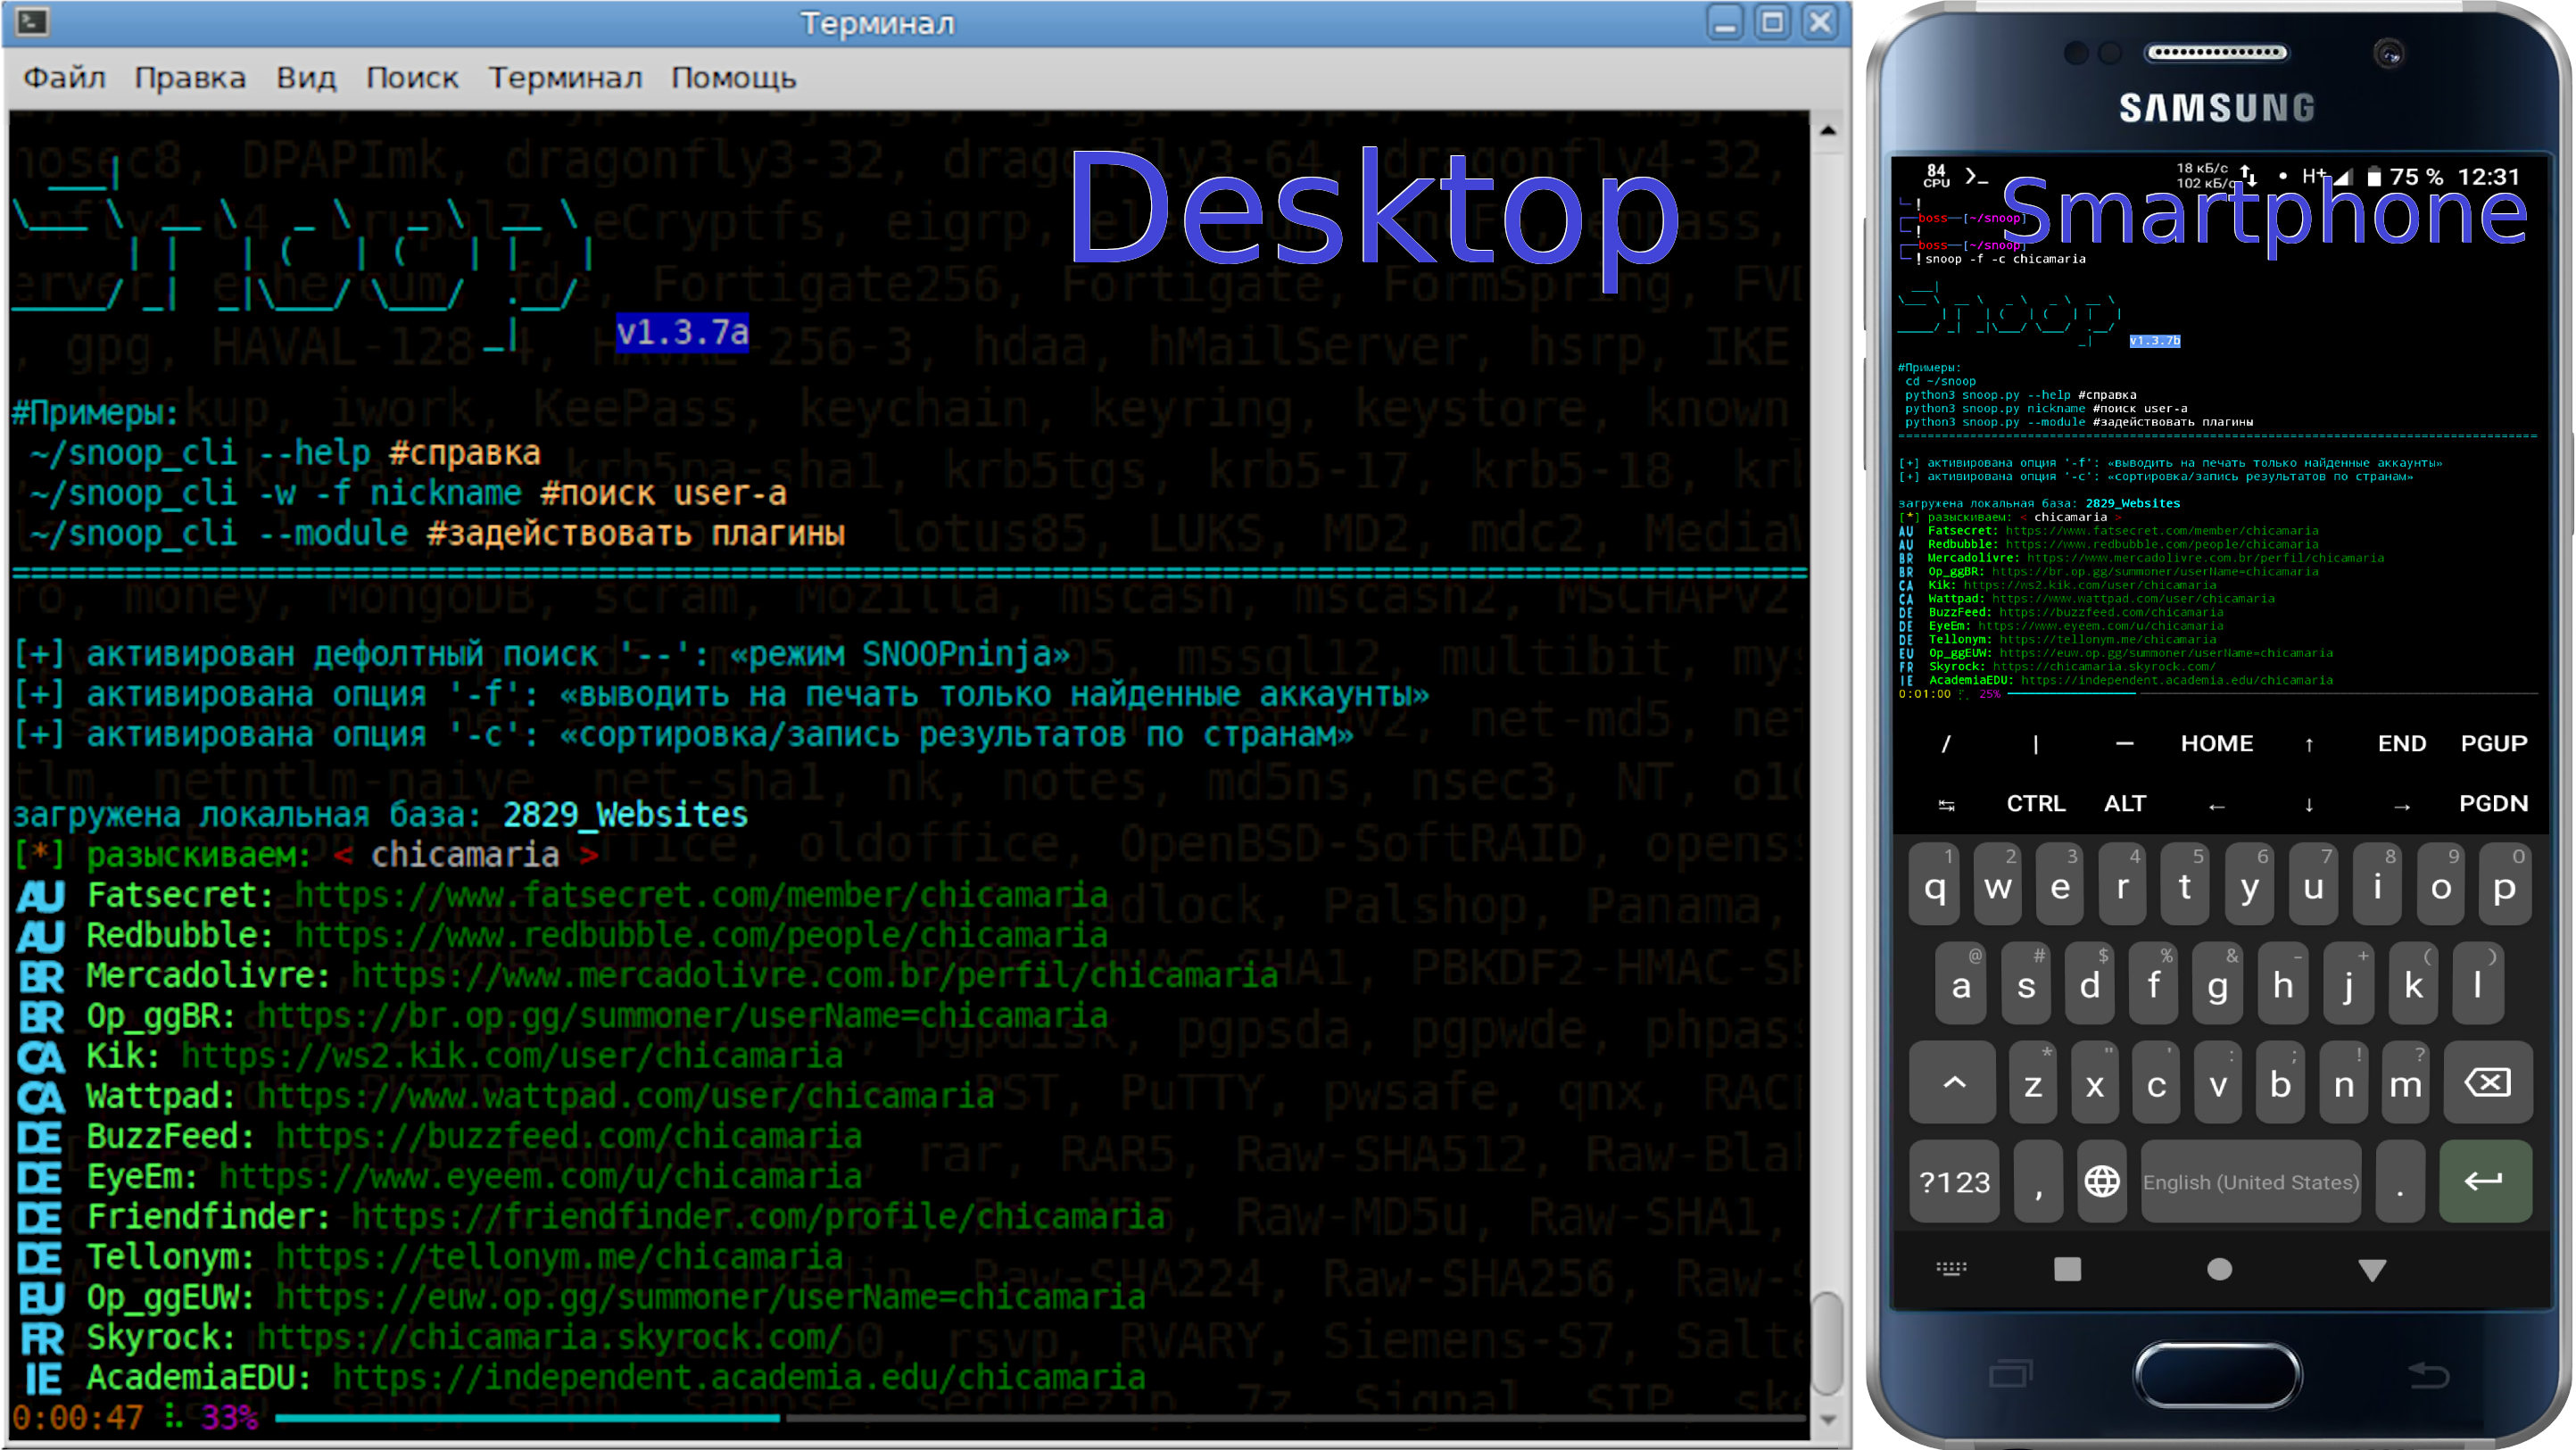 Терминал
Файл Правка Вид Поиск Терминал Помощь
Desktop
Snoop
v1.3.7a
#Примеры:
~/snoop_cli --help #справка
~/snoop_cli -w -f nickname #поиск user-а
~/snoop_cli --module #задействовать плагины
[+] активирован дефолтный поиск '--': «режим SNOOPninja»
[+] активирована опция '-f': «выводить на печать только найденные аккаунты»
[+] активирована опция '-c': «сортировка/запись результатов по странам»
загружена локальная база: 2829_Websites
[*] разыскиваем: < chicamaria >
AU Fatsecret: https://www.fatsecret.com/member/chicamaria
AU Redbubble: https://www.redbubble.com/people/chicamaria
BR Mercadolivre: https://www.mercadolivre.com.br/perfil/chicamaria
BR Op_ggBR: https://br.op.gg/summoner/userName=chicamaria
CA Kik: https://ws2.kik.com/user/chicamaria
CA Wattpad: https://www.wattpad.com/user/chicamaria
DE BuzzFeed: https://buzzfeed.com/chicamaria
DE EyeEm: https://www.eyeem.com/u/chicamaria
DE Friendfinder: https://friendfinder.com/profile/chicamaria
DE Tellonym: https://tellonym.me/chicamaria
EU Op_ggEUW: https://euw.op.gg/summoner/userName=chicamaria
FR Skyrock: https://chicamaria.skyrock.com/
IE AcademiaEDU: https://independent.academia.edu/chicamaria
0:00:47 33%
SAMSUNG
84 CPU >_ 18 кБ/с 102 кБ/с H+ 75 % 12:31
Smartphone
!
boss [~/snoop]
!
boss [~/snoop]
! snoop -f -c chicamaria
Snoop
v1.3.7b
#Примеры:
cd ~/snoop
python3 snoop.py --help #справка
python3 snoop.py nickname #поиск user-а
python3 snoop.py --module #задействовать плагины
[+] активирована опция '-f': «выводить на печать только найденные аккаунты»
[+] активирована опция '-c': «сортировка/запись результатов по странам»
загружена локальная база: 2829_Websites
[*] разыскиваем: < chicamaria >
AU Fatsecret: https://www.fatsecret.com/member/chicamaria
AU Redbubble: https://www.redbubble.com/people/chicamaria
BR Mercadolivre: https://www.mercadolivre.com.br/perfil/chicamaria
BR Op_ggBR: https://br.op.gg/summoner/userName=chicamaria
CA Kik: https://ws2.kik.com/user/chicamaria
CA Wattpad: https://www.wattpad.com/user/chicamaria
DE BuzzFeed: https://buzzfeed.com/chicamaria
DE EyeEm: https://www.eyeem.com/u/chicamaria
DE Tellonym: https://tellonym.me/chicamaria
EU Op_ggEUW: https://euw.op.gg/summoner/userName=chicamaria
FR Skyrock: https://chicamaria.skyrock.com/
IE AcademiaEDU: https://independent.academia.edu/chicamaria
0:01:00 25%
/ | — HOME ↑ END PGUP
↹ CTRL ALT ← ↓ → PGDN
1 2 3 4 5 6 7 8 9 0
q w e r t y u i o p
@ # $ % & - + ( )
a s d f g h j k l
* " ' : ; ! ?
z x c v b n m
?123 , English (United States) .